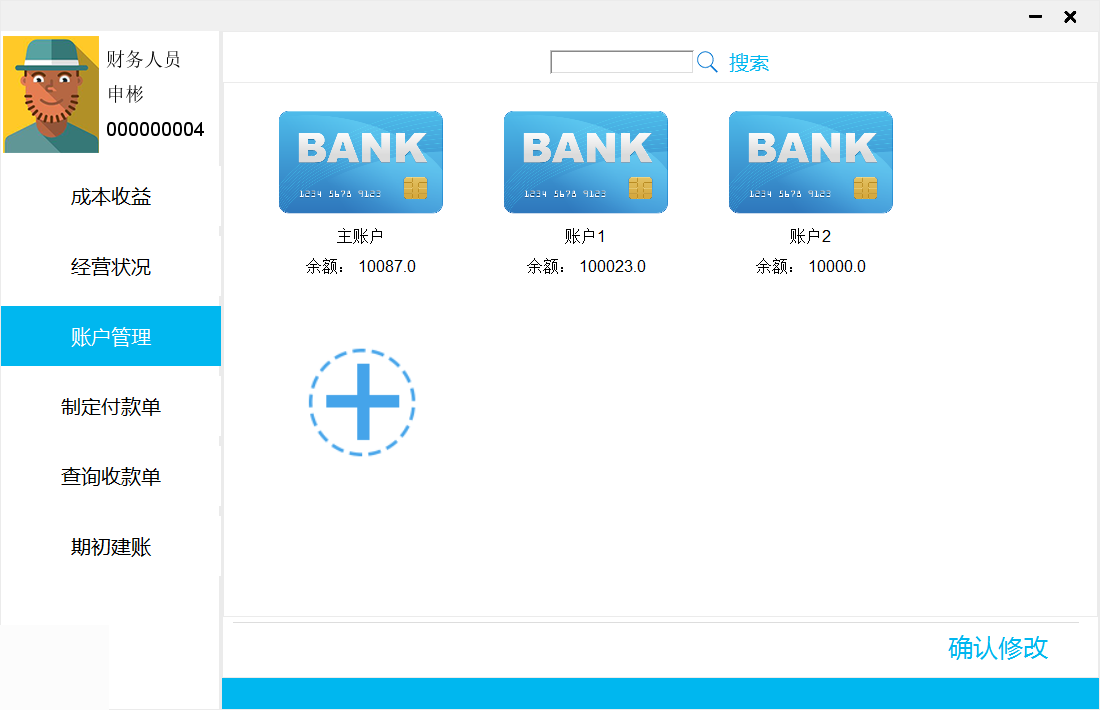 财务人员
申彬
000000004
成本收益
经营状况
账户管理
制定付款单
查询收款单
期初建账
搜索
BANK
1234 5678 9123
主账户
余额： 10087.0
BANK
1234 5678 9123
账户1
余额： 100023.0
BANK
1234 5678 9123
账户2
余额： 10000.0
确认修改